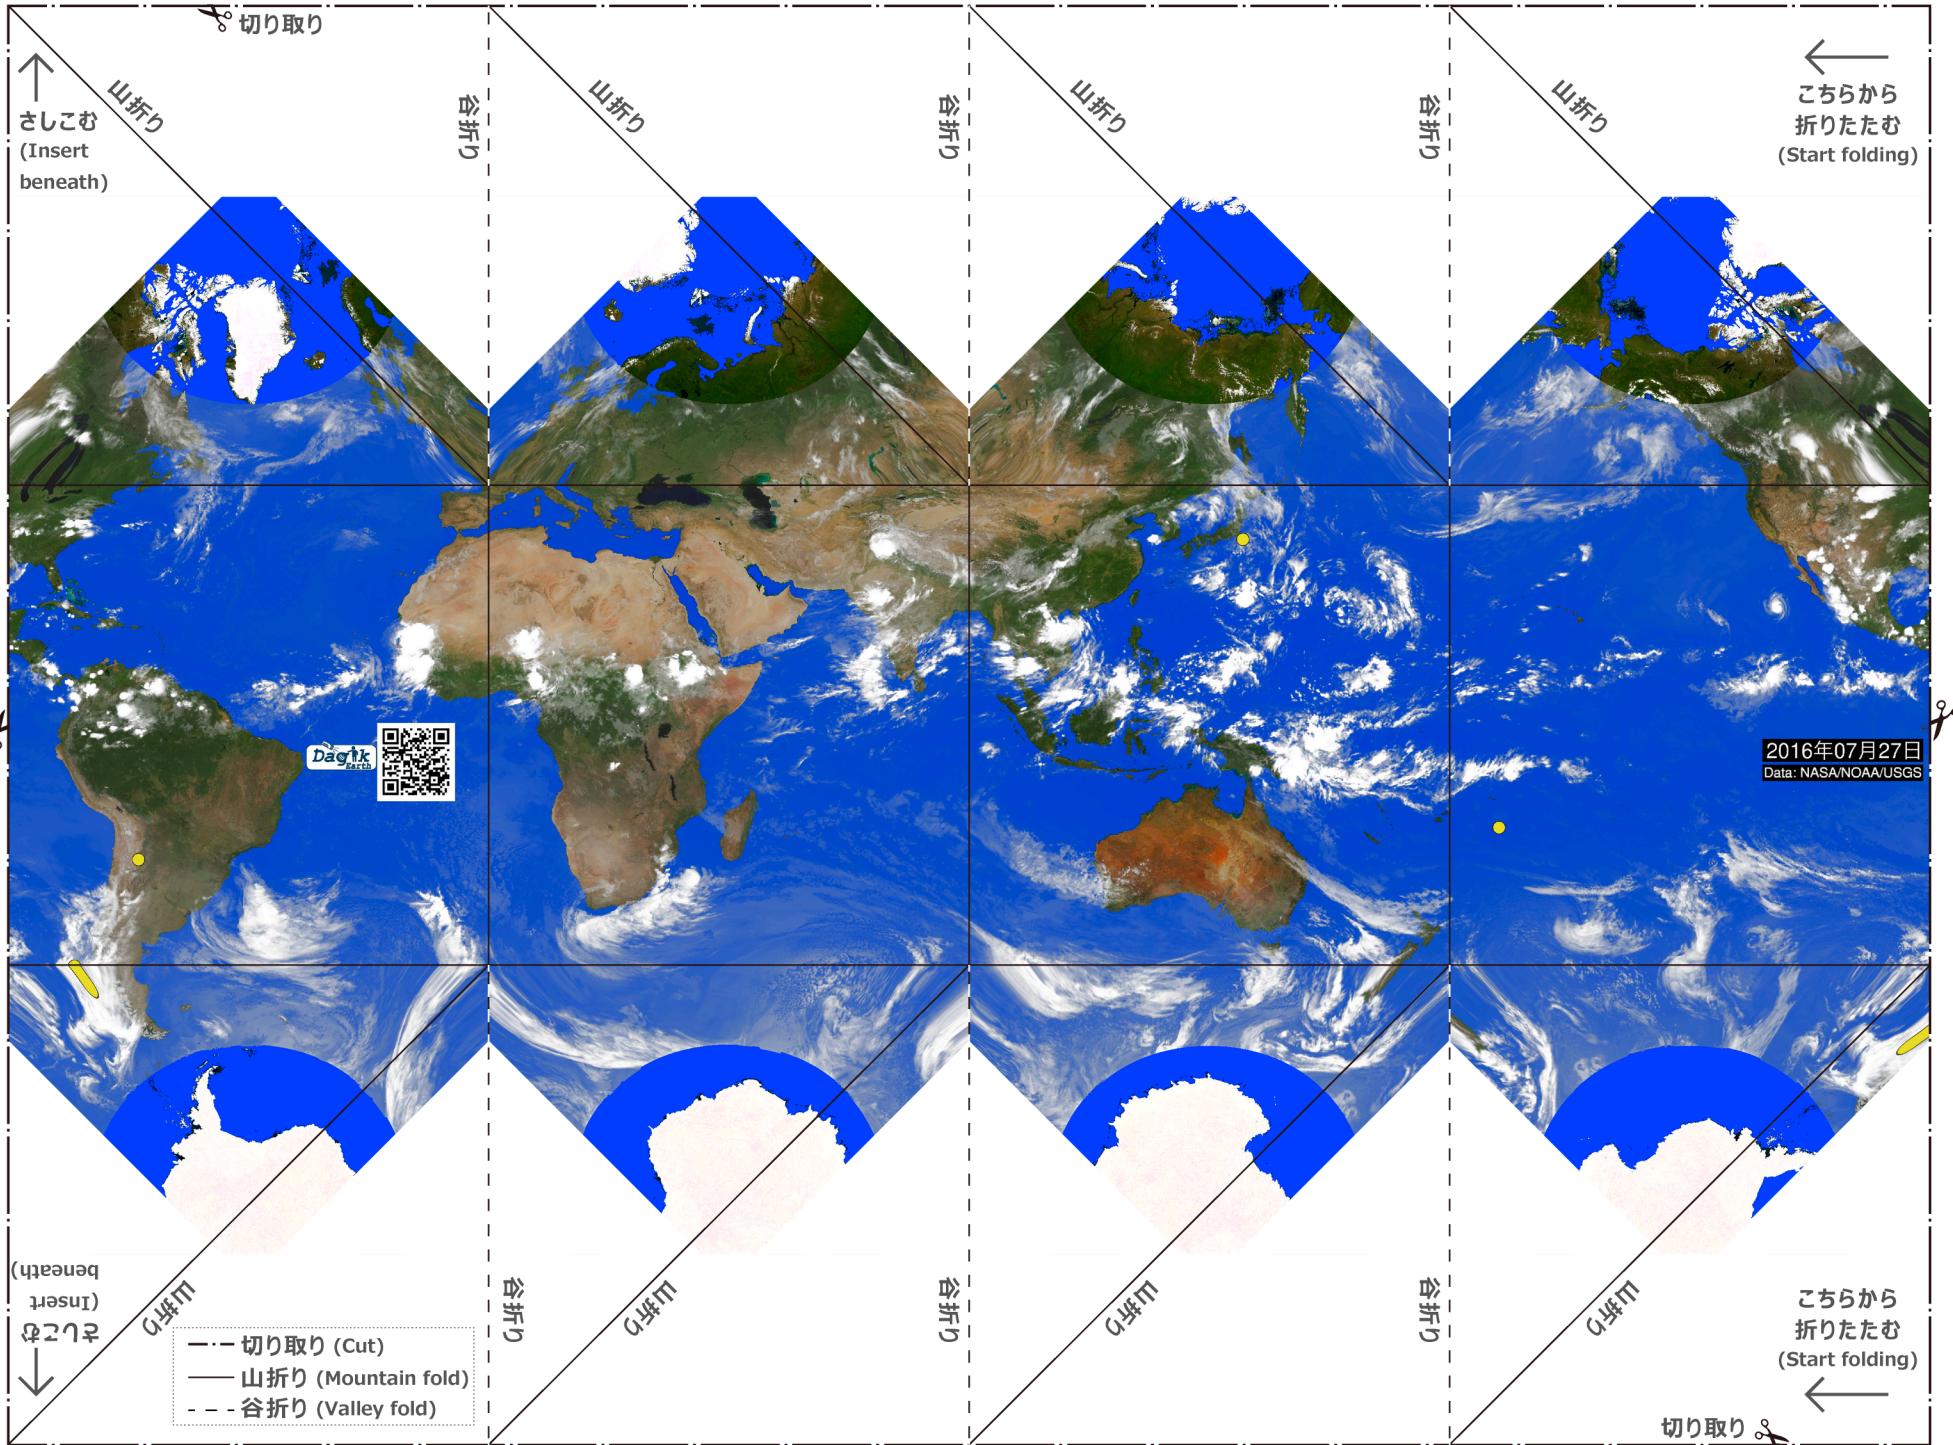 切り取り
山折り
山折り
山折り
山折り
谷折り
谷折り
谷折り
さしこむ
(Insert
beneath)
こちらから
折りたたむ
(Start folding)
Dagik
Earth
2016年07月27日
Data: NASA/NOAA/USGS
さしこむ
(Insert
beneath)
山折り
山折り
山折り
山折り
谷折り
谷折り
谷折り
切り取り (Cut)
山折り (Mountain fold)
谷折り (Valley fold)
こちらから
折りたたむ
(Start folding)
切り取り